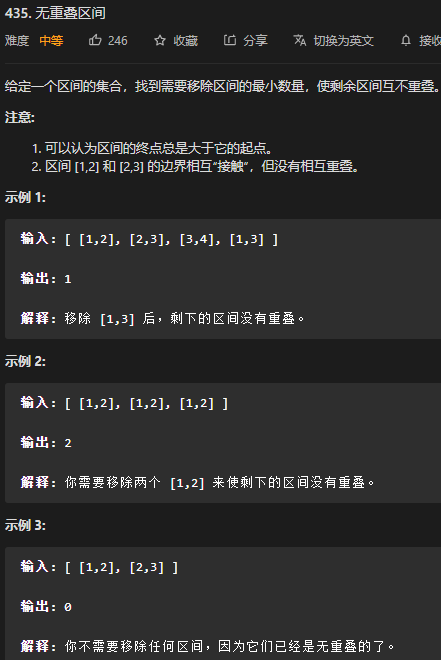 435. 无重叠区间
难度 中等 246 收藏 分享 切换为英文 接收
给定一个区间的集合，找到需要移除区间的最小数量，使剩余区间互不重叠。
注意:
1. 可以认为区间的终点总是大于它的起点。
2. 区间 [1,2] 和 [2,3] 的边界相互“接触”，但没有相互重叠。
示例 1:
输入: [ [1,2], [2,3], [3,4], [1,3] ]
输出: 1
解释: 移除 [1,3] 后，剩下的区间没有重叠。
示例 2:
输入: [ [1,2], [1,2], [1,2] ]
输出: 2
解释: 你需要移除两个 [1,2] 来使剩下的区间没有重叠。
示例 3:
输入: [ [1,2], [2,3] ]
输出: 0
解释: 你不需要移除任何区间，因为它们已经是无重叠的了。